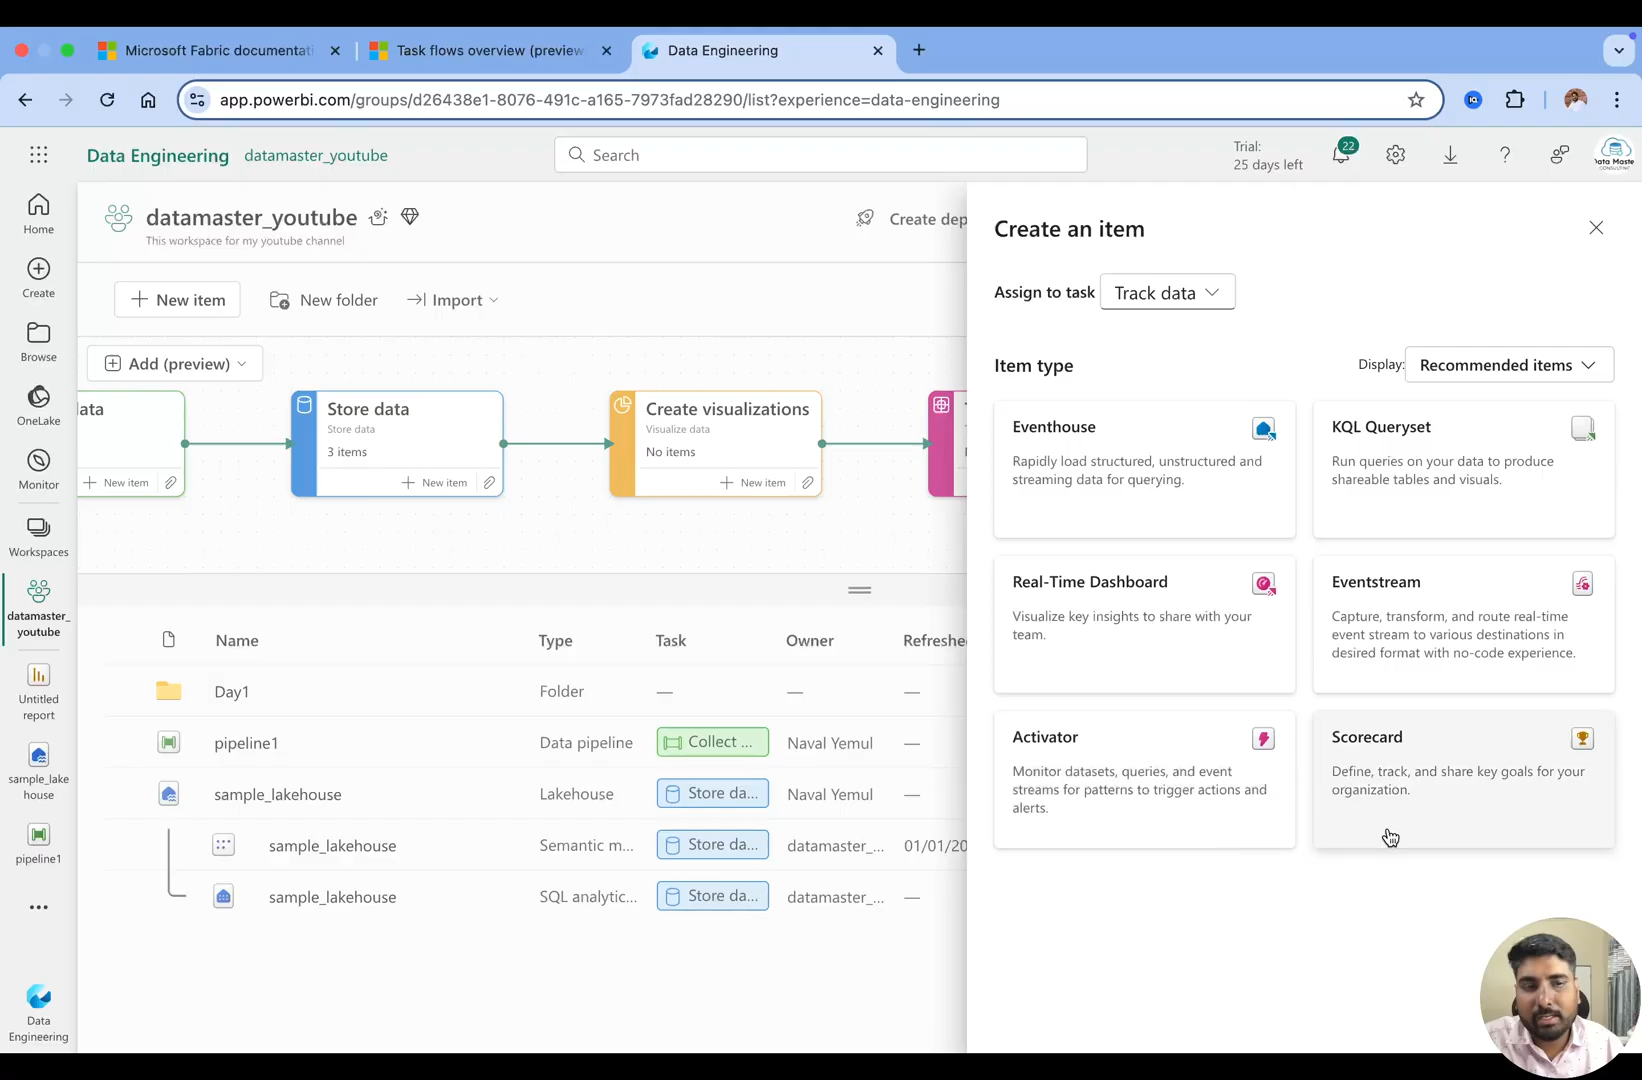 Microsoft Fabric documentati
Task flows overview (preview
Data Engineering
app.powerbi.com/groups/d26438e1-8076-491c-a165-7973fad28290/list?experience=data-engineering
Data Engineering
datamaster_youtube
Search
Trial:
25 days left
22
Home
Create
Browse
OneLake
Monitor
Workspaces
datamaster_
youtube
Untitled
report
sample_lake
house
pipeline1
Data
Engineering
datamaster_youtube
This workspace for my youtube channel
Create dep
New item
New folder
Import
Add (preview)
ata
New item
Store data
Store data
3 items
New item
Create visualizations
Visualize data
No items
New item
Name
Type
Task
Owner
Refreshe
Day1
Folder
—
—
—
pipeline1
Data pipeline
Collect ...
Naval Yemul
—
sample_lakehouse
Lakehouse
Store da...
Naval Yemul
—
sample_lakehouse
Semantic m...
Store da...
datamaster_...
01/01/20
sample_lakehouse
SQL analytic...
Store da...
datamaster_...
—
Create an item
Assign to task
Track data
Item type
Display:
Recommended items
Eventhouse
Rapidly load structured, unstructured and
streaming data for querying.
KQL Queryset
Run queries on your data to produce
shareable tables and visuals.
Real-Time Dashboard
Visualize key insights to share with your
team.
Eventstream
Capture, transform, and route real-time
event stream to various destinations in
desired format with no-code experience.
Activator
Monitor datasets, queries, and event
streams for patterns to trigger actions and
alerts.
Scorecard
Define, track, and share key goals for your
organization.